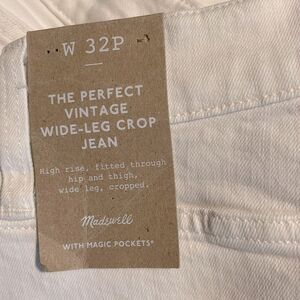 W 32P
THE PERFECT
VINTAGE
WIDE-LEG CROP
JEAN
High rise, fitted through
hip and thigh,
wide leg, cropped.
Madewell
WITH MAGIC POCKETS®